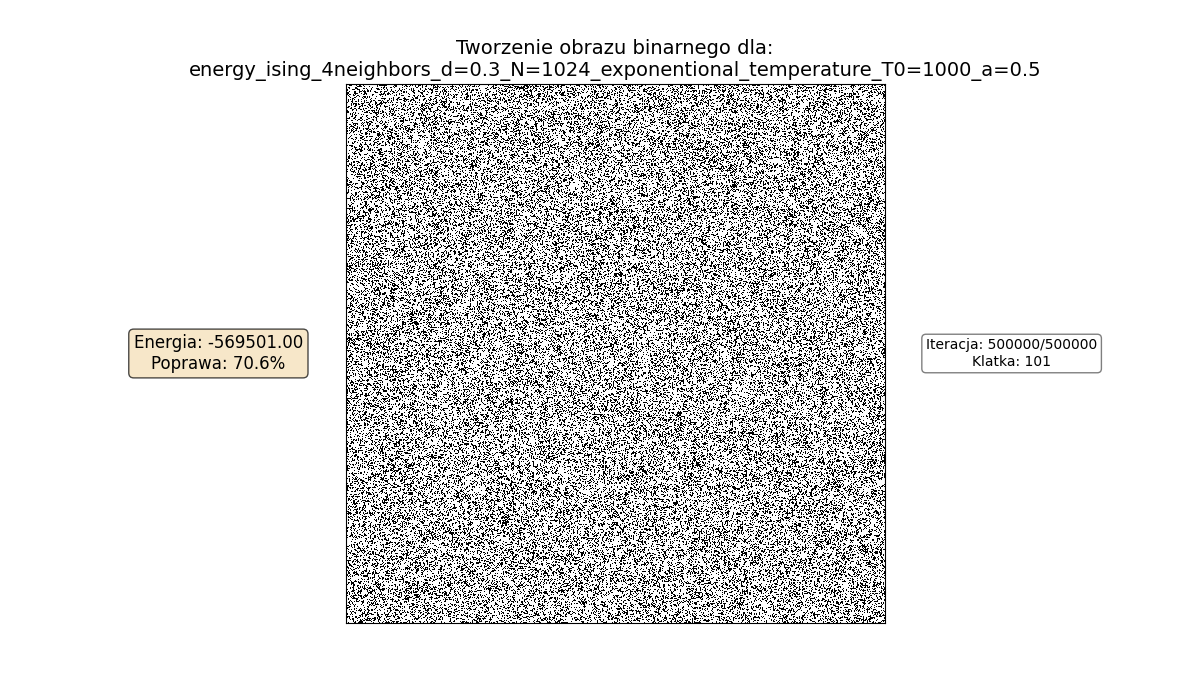 Tworzenie obrazu binarnego dla:
energy_ising_4neighbors_d=0.3_N=1024_exponentional_temperature_T0=1000_a=0.5
Energia: -569501.00
Poprawa: 70.6%
Iteracja: 500000/500000
Klatka: 101